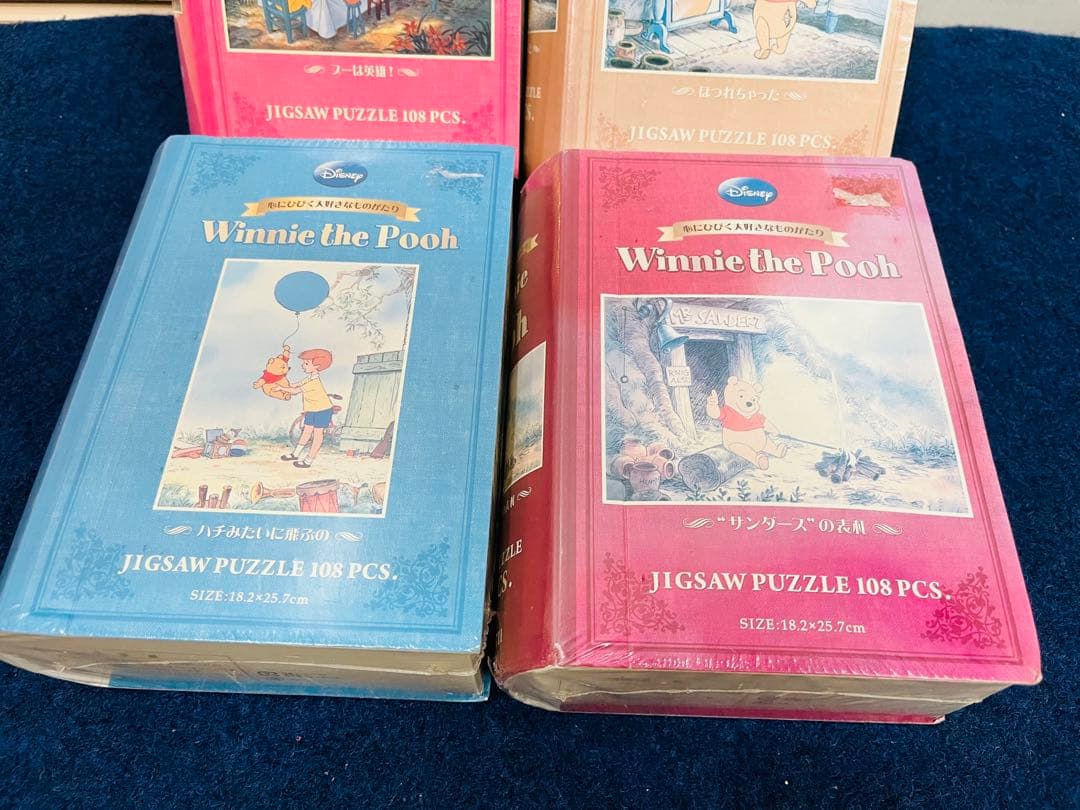 プーは英雄!
JIGSAW PUZZLE 108 PCS.
はつれちゃった
JIGSAW PUZZLE 108 PCS.
Disney
心にひびく大好きなものがたり
Winnie the Pooh
ハチみたいに飛ぶの
JIGSAW PUZZLE 108 PCS.
SIZE:18.2×25.7cm
Disney
心にひびく大好きなものがたり
Winnie the Pooh
MR SANDERZ
RNIG ALSO
"サンダース"の表札
JIGSAW PUZZLE 108 PCS.
SIZE:18.2×25.7cm